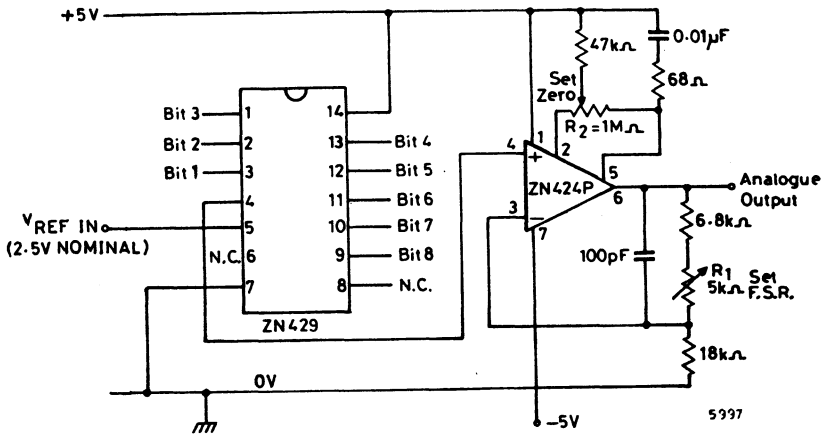 +5V
47kΩ
0.01µF
68Ω
Set
Zero
R2=1MΩ
Bit 3
1
14
Bit 2
2
13
Bit 4
Bit 1
3
12
Bit 5
4
11
Bit 6
VREF IN
(2.5V NOMINAL)
5
10
Bit 7
N.C.
6
9
Bit 8
7
8
N.C.
ZN429
4
+
1
2
5
ZN424P
6
3
−
7
Analogue
Output
6.8kΩ
100pF
R1
5kΩ
Set
F.S.R.
18kΩ
0V
−5V
5997